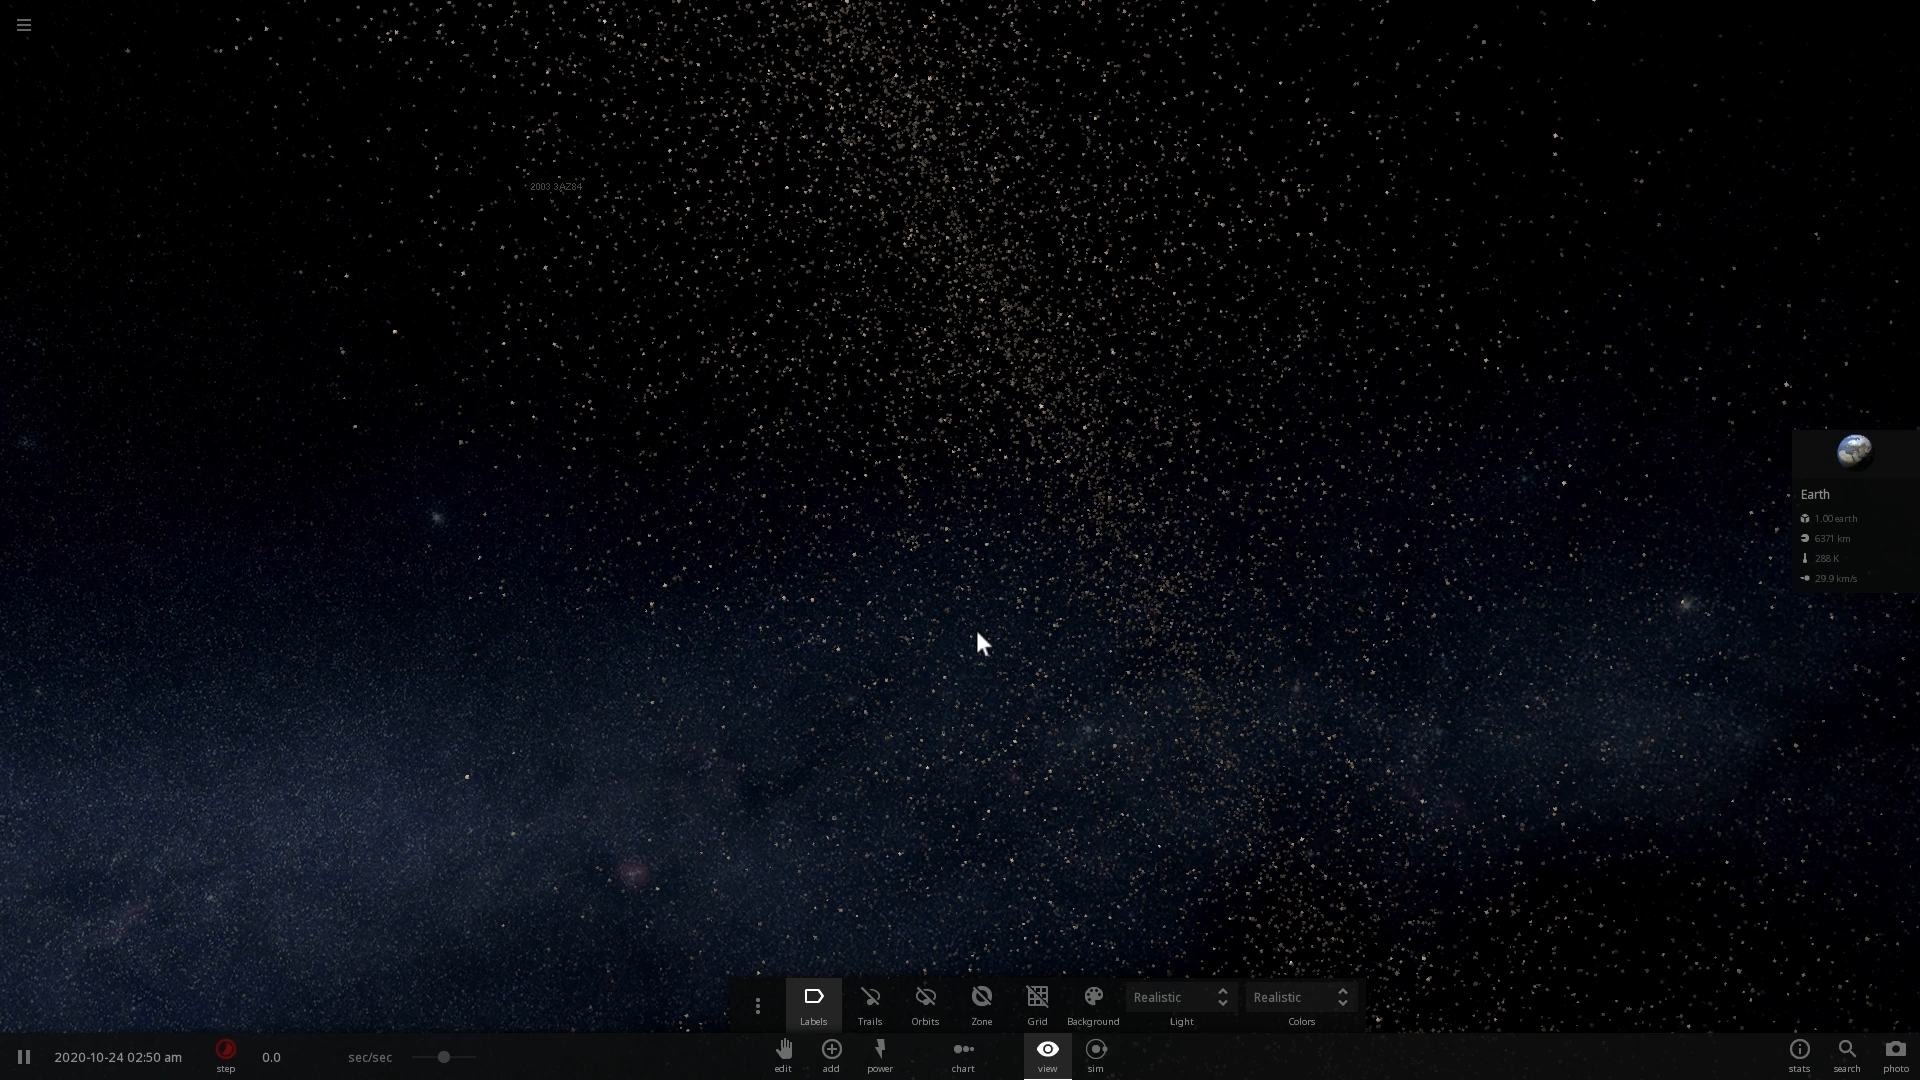 2003 3AZ84
Earth
1.00 earth
6371 km
288 K
29.9 km/s
Realistic
Realistic
Labels
Trails
Orbits
Zone
Grid
Background
Light
Colors
2020-10-24 02:50 am
step
0.0
sec/sec
edit
add
power
chart
view
sim
stats
search
photo